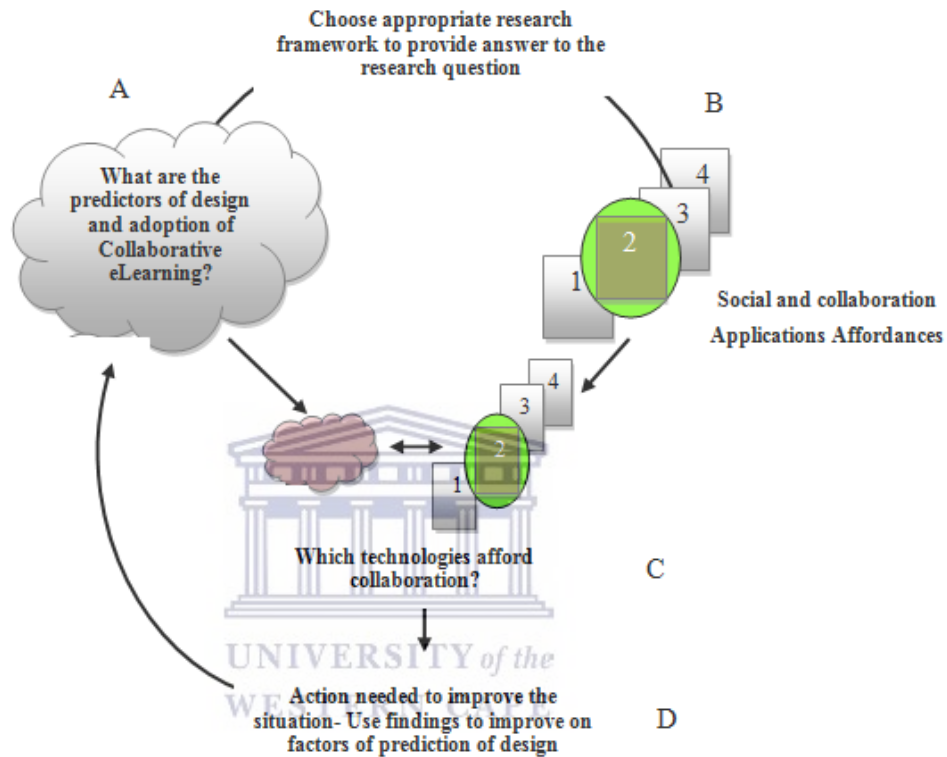 Choose appropriate research
framework to provide answer to the
research question
A
B
What are the
predictors of design
and adoption of
Collaborative
eLearning?
4
3
2
1
Social and collaboration
Applications Affordances
4
3
2
1
Which technologies afford
collaboration?
C
UNIVERSITY of the
WESTERN CAPE
Action needed to improve the
situation- Use findings to improve on
factors of prediction of design
D